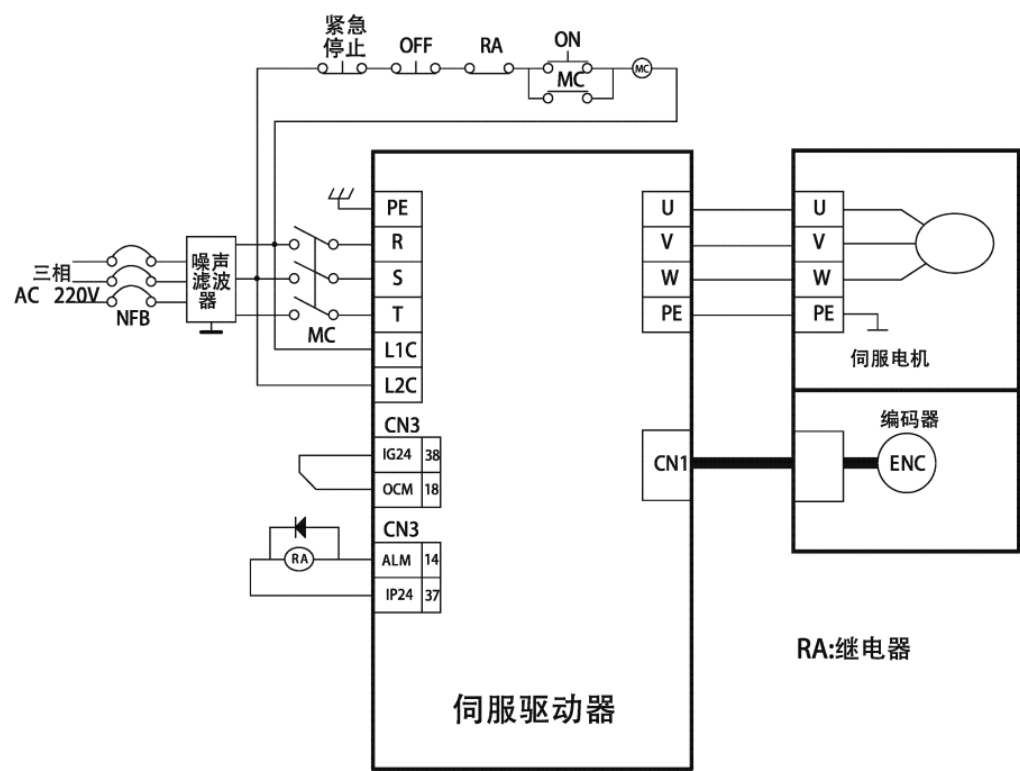 紧急
停止
OFF
RA
ON
MC
MC
PE
R
S
T
L1C
L2C
三相
AC 220V
NFB
噪声
滤波
器
MC
CN3
IG24 38
OCM 18
CN3
ALM 14
IP24 37
RA
U
V
W
PE
CN1
U
V
W
PE
伺服电机
编码器
ENC
RA:继电器
伺服驱动器